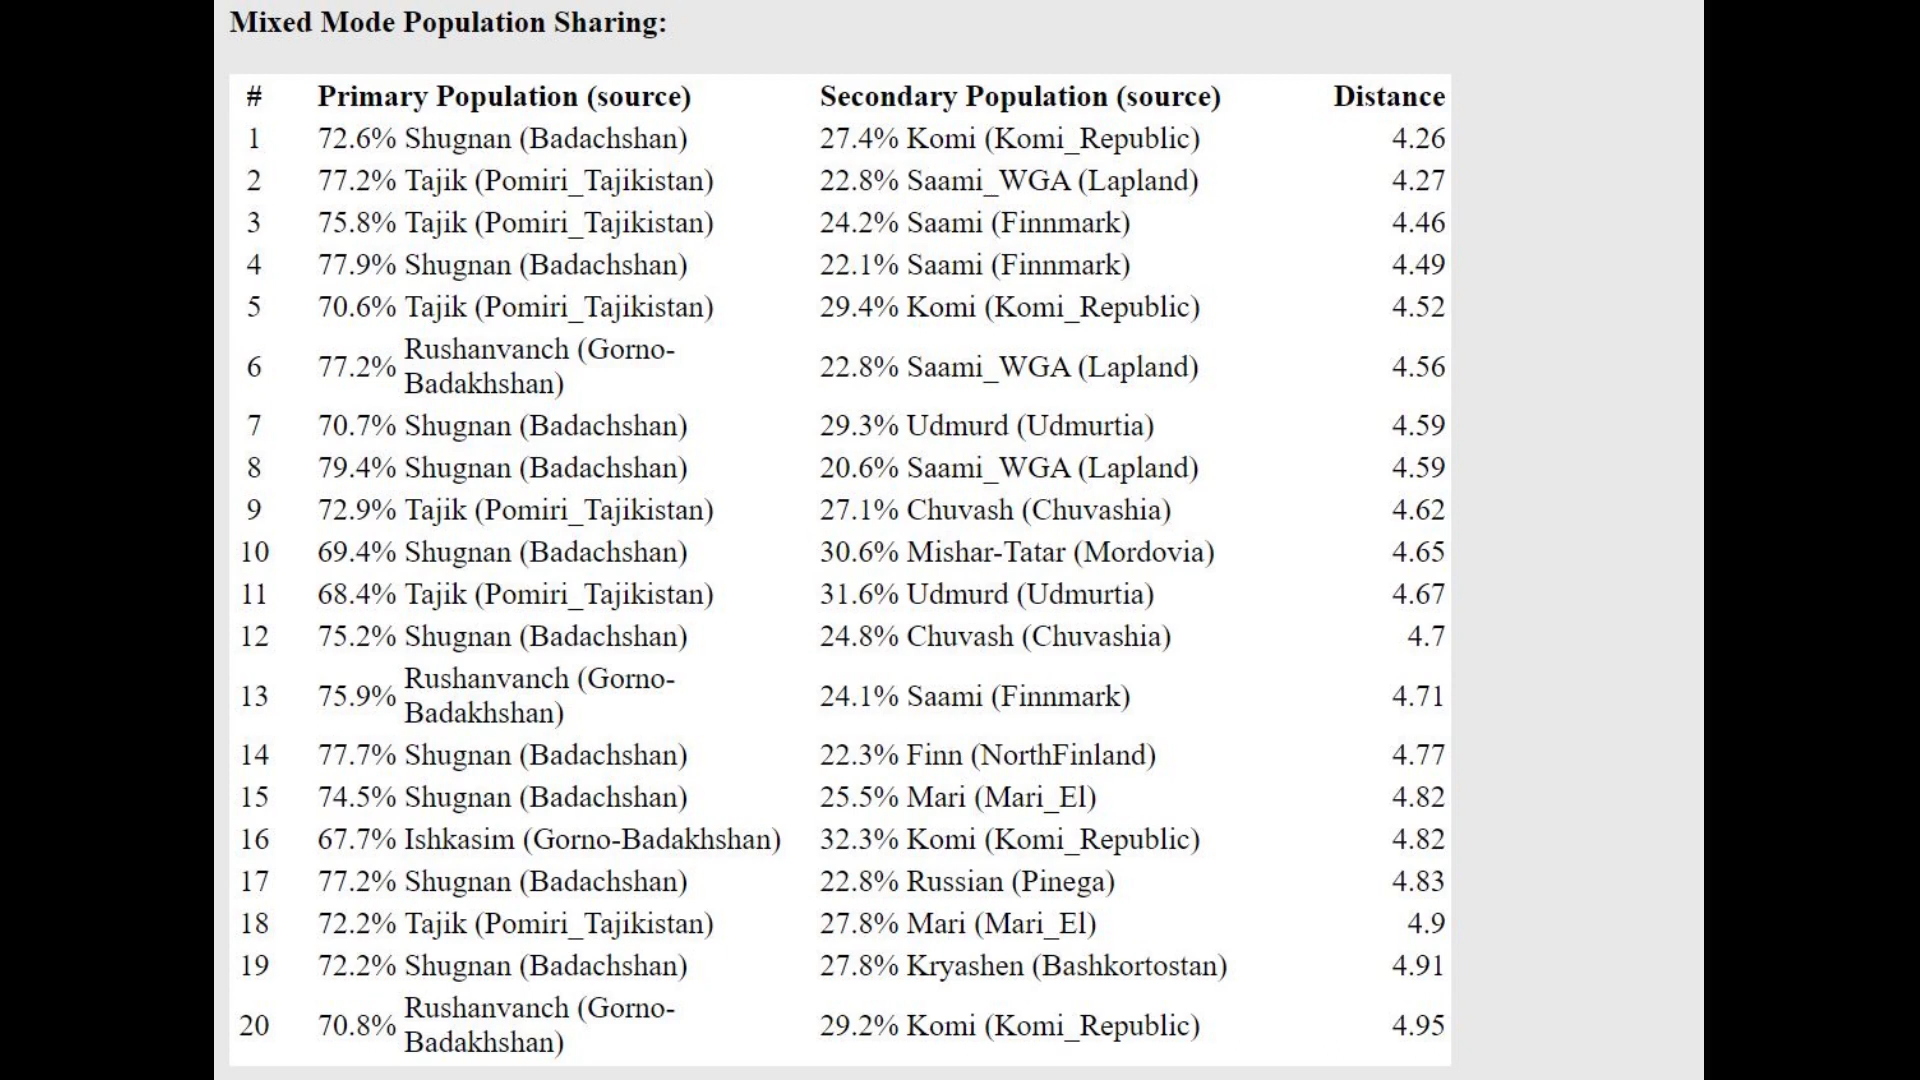 Mixed Mode Population Sharing:
# Primary Population (source) Secondary Population (source) Distance
1 72.6% Shugnan (Badachshan) 27.4% Komi (Komi_Republic) 4.26
2 77.2% Tajik (Pomiri_Tajikistan) 22.8% Saami_WGA (Lapland) 4.27
3 75.8% Tajik (Pomiri_Tajikistan) 24.2% Saami (Finnmark) 4.46
4 77.9% Shugnan (Badachshan) 22.1% Saami (Finnmark) 4.49
5 70.6% Tajik (Pomiri_Tajikistan) 29.4% Komi (Komi_Republic) 4.52
6 77.2% Rushanvanch (Gorno-
Badakhshan) 22.8% Saami_WGA (Lapland) 4.56
7 70.7% Shugnan (Badachshan) 29.3% Udmurd (Udmurtia) 4.59
8 79.4% Shugnan (Badachshan) 20.6% Saami_WGA (Lapland) 4.59
9 72.9% Tajik (Pomiri_Tajikistan) 27.1% Chuvash (Chuvashia) 4.62
10 69.4% Shugnan (Badachshan) 30.6% Mishar-Tatar (Mordovia) 4.65
11 68.4% Tajik (Pomiri_Tajikistan) 31.6% Udmurd (Udmurtia) 4.67
12 75.2% Shugnan (Badachshan) 24.8% Chuvash (Chuvashia) 4.7
13 75.9% Rushanvanch (Gorno-
Badakhshan) 24.1% Saami (Finnmark) 4.71
14 77.7% Shugnan (Badachshan) 22.3% Finn (NorthFinland) 4.77
15 74.5% Shugnan (Badachshan) 25.5% Mari (Mari_El) 4.82
16 67.7% Ishkasim (Gorno-Badakhshan) 32.3% Komi (Komi_Republic) 4.82
17 77.2% Shugnan (Badachshan) 22.8% Russian (Pinega) 4.83
18 72.2% Tajik (Pomiri_Tajikistan) 27.8% Mari (Mari_El) 4.9
19 72.2% Shugnan (Badachshan) 27.8% Kryashen (Bashkortostan) 4.91
20 70.8% Rushanvanch (Gorno-
Badakhshan) 29.2% Komi (Komi_Republic) 4.95